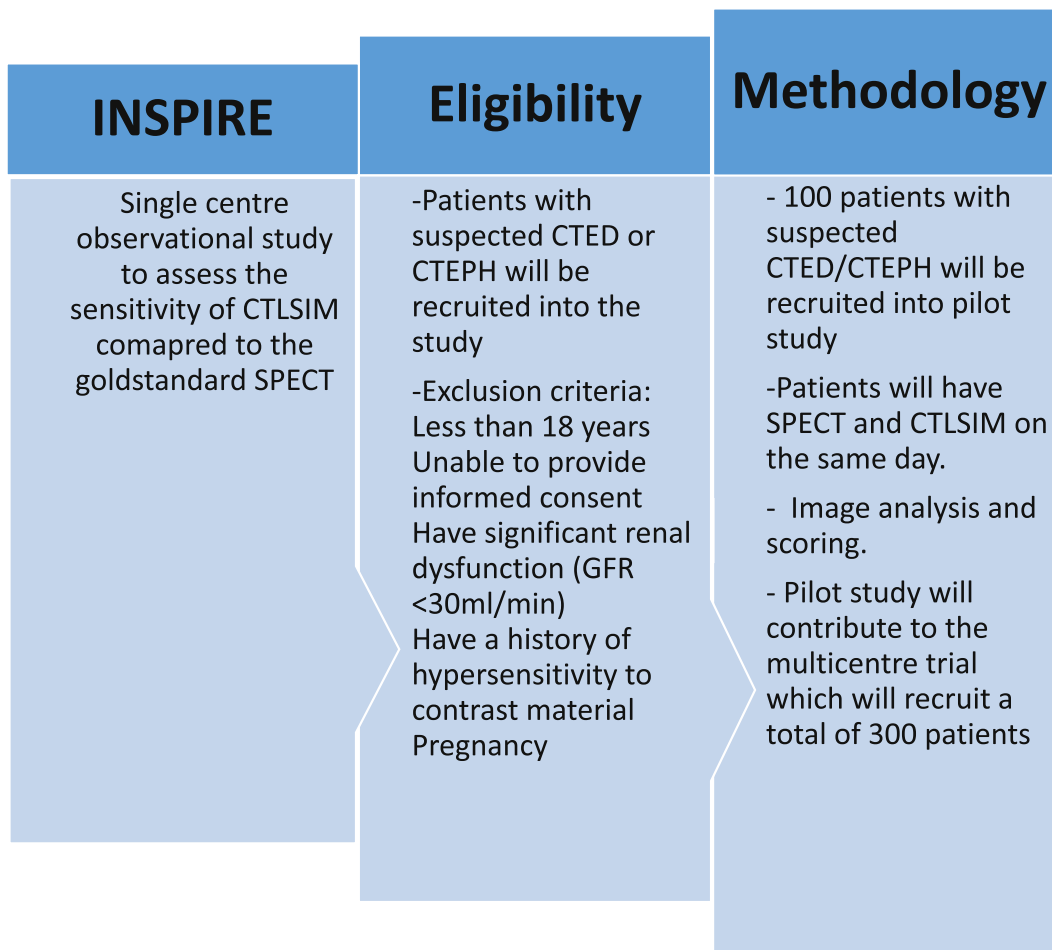 INSPIRE
Single centre
observational study
to assess the
sensitivity of CTLSIM
comapred to the
goldstandard SPECT
Eligibility
-Patients with
suspected CTED or
CTEPH will be
recruited into the
study
-Exclusion criteria:
Less than 18 years
Unable to provide
informed consent
Have significant renal
dysfunction (GFR
<30ml/min)
Have a history of
hypersensitivity to
contrast material
Pregnancy
Methodology
- 100 patients with
suspected
CTED/CTEPH will be
recruited into pilot
study
-Patients will have
SPECT and CTLSIM on
the same day.
- Image analysis and
scoring.
- Pilot study will
contribute to the
multicentre trial
which will recruit a
total of 300 patients